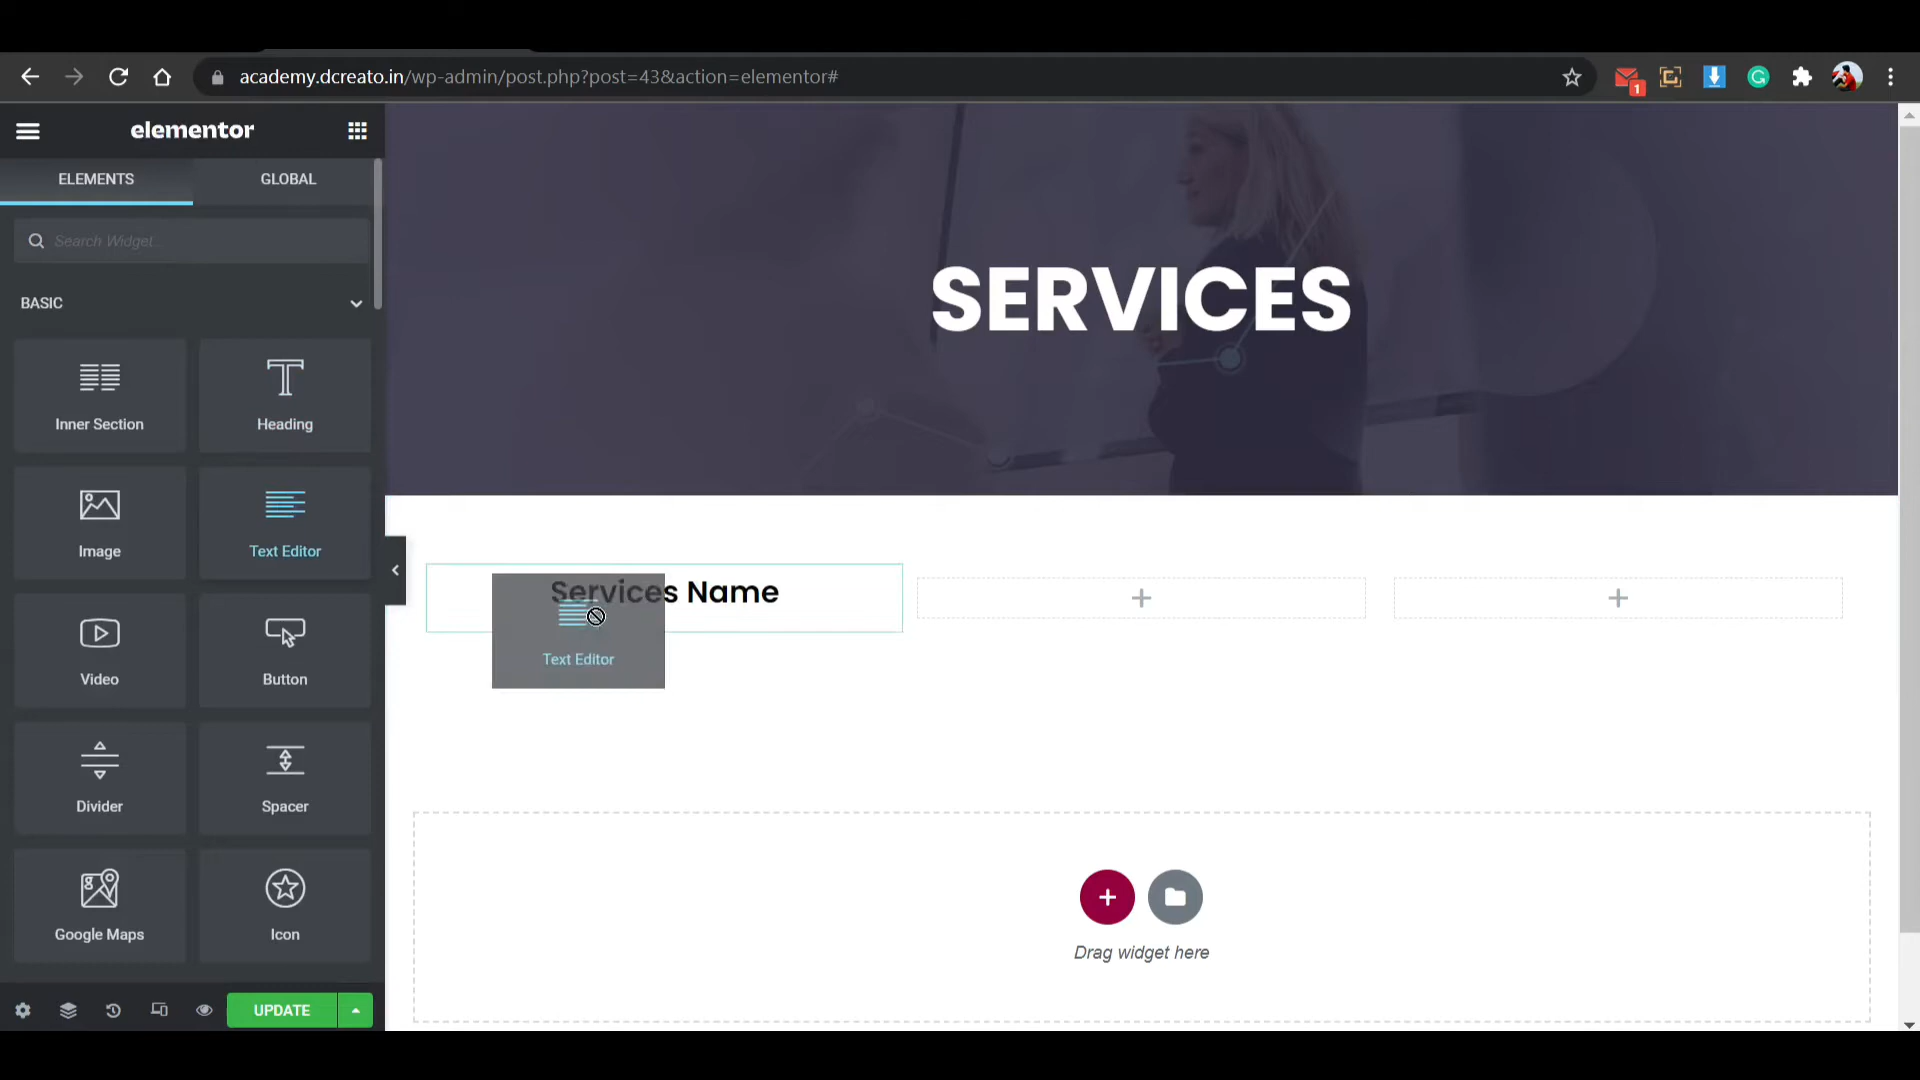 academy.dcreato.in/wp-admin/post.php?post=43&action=elementor#
1
elementor
ELEMENTS
GLOBAL
Search Widget...
BASIC
Inner Section
Heading
Image
Text Editor
Video
Button
Divider
Spacer
Google Maps
Icon
UPDATE
SERVICES
Services Name
Text Editor
Drag widget here